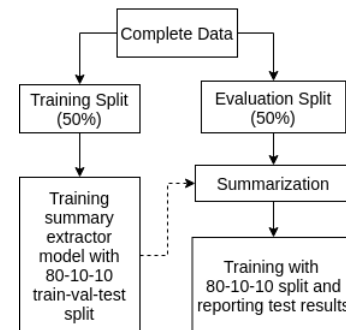 Complete Data
Training Split
(50%)
Evaluation Split
(50%)
Training
summary
extractor
model with
80-10-10
train-val-test
split
Summarization
Training with
80-10-10 split and
reporting test results